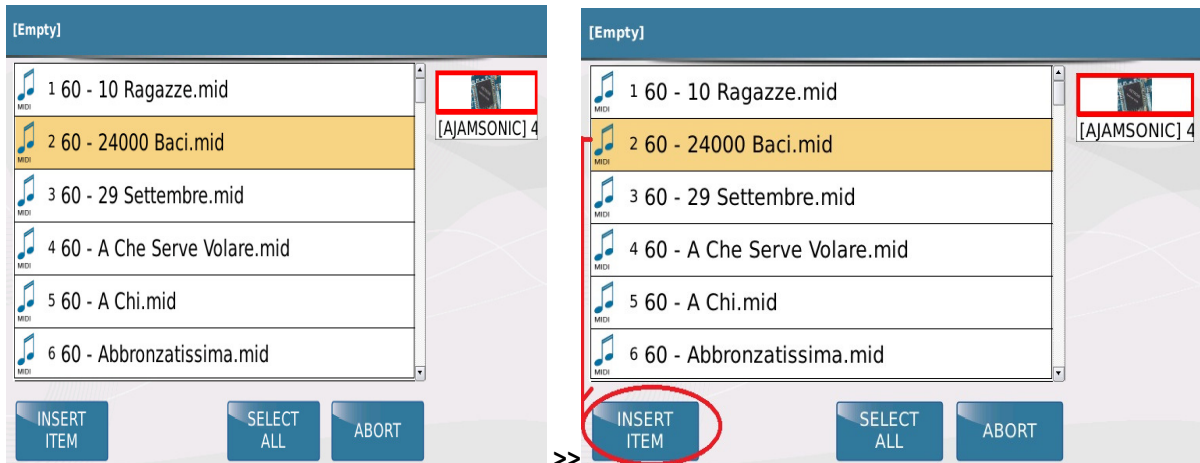 [Empty]
MIDI 1 60 - 10 Ragazze.mid
MIDI 2 60 - 24000 Baci.mid
MIDI 3 60 - 29 Settembre.mid
MIDI 4 60 - A Che Serve Volare.mid
MIDI 5 60 - A Chi.mid
MIDI 6 60 - Abbronzatissima.mid
[AJAMSONIC] 4
INSERT
ITEM
SELECT
ALL
ABORT
>>
[Empty]
MIDI 1 60 - 10 Ragazze.mid
MIDI 2 60 - 24000 Baci.mid
MIDI 3 60 - 29 Settembre.mid
MIDI 4 60 - A Che Serve Volare.mid
MIDI 5 60 - A Chi.mid
MIDI 6 60 - Abbronzatissima.mid
[AJAMSONIC] 4
INSERT
ITEM
SELECT
ALL
ABORT